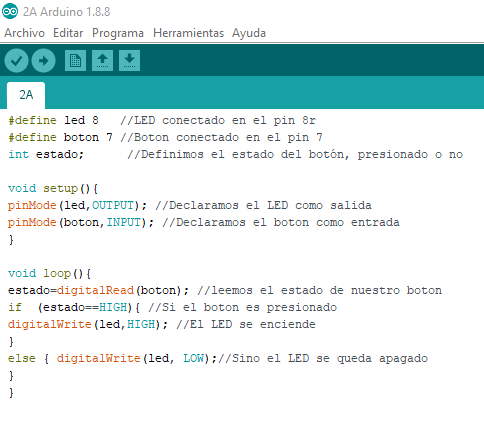 2A Arduino 1.8.8
Archivo Editar Programa Herramientas Ayuda
2A
#define led 8   //LED conectado en el pin 8r
#define boton 7 //Boton conectado en el pin 7
int estado;      //Definimos el estado del botón, presionado o no

void setup(){
pinMode(led,OUTPUT); //Declaramos el LED como salida
pinMode(boton,INPUT); //Declaramos el boton como entrada
}

void loop(){
estado=digitalRead(boton); //leemos el estado de nuestro boton
if  (estado==HIGH){ //Si el boton es presionado
digitalWrite(led,HIGH); //El LED se enciende
}
else { digitalWrite(led, LOW);//Sino el LED se queda apagado
}
}